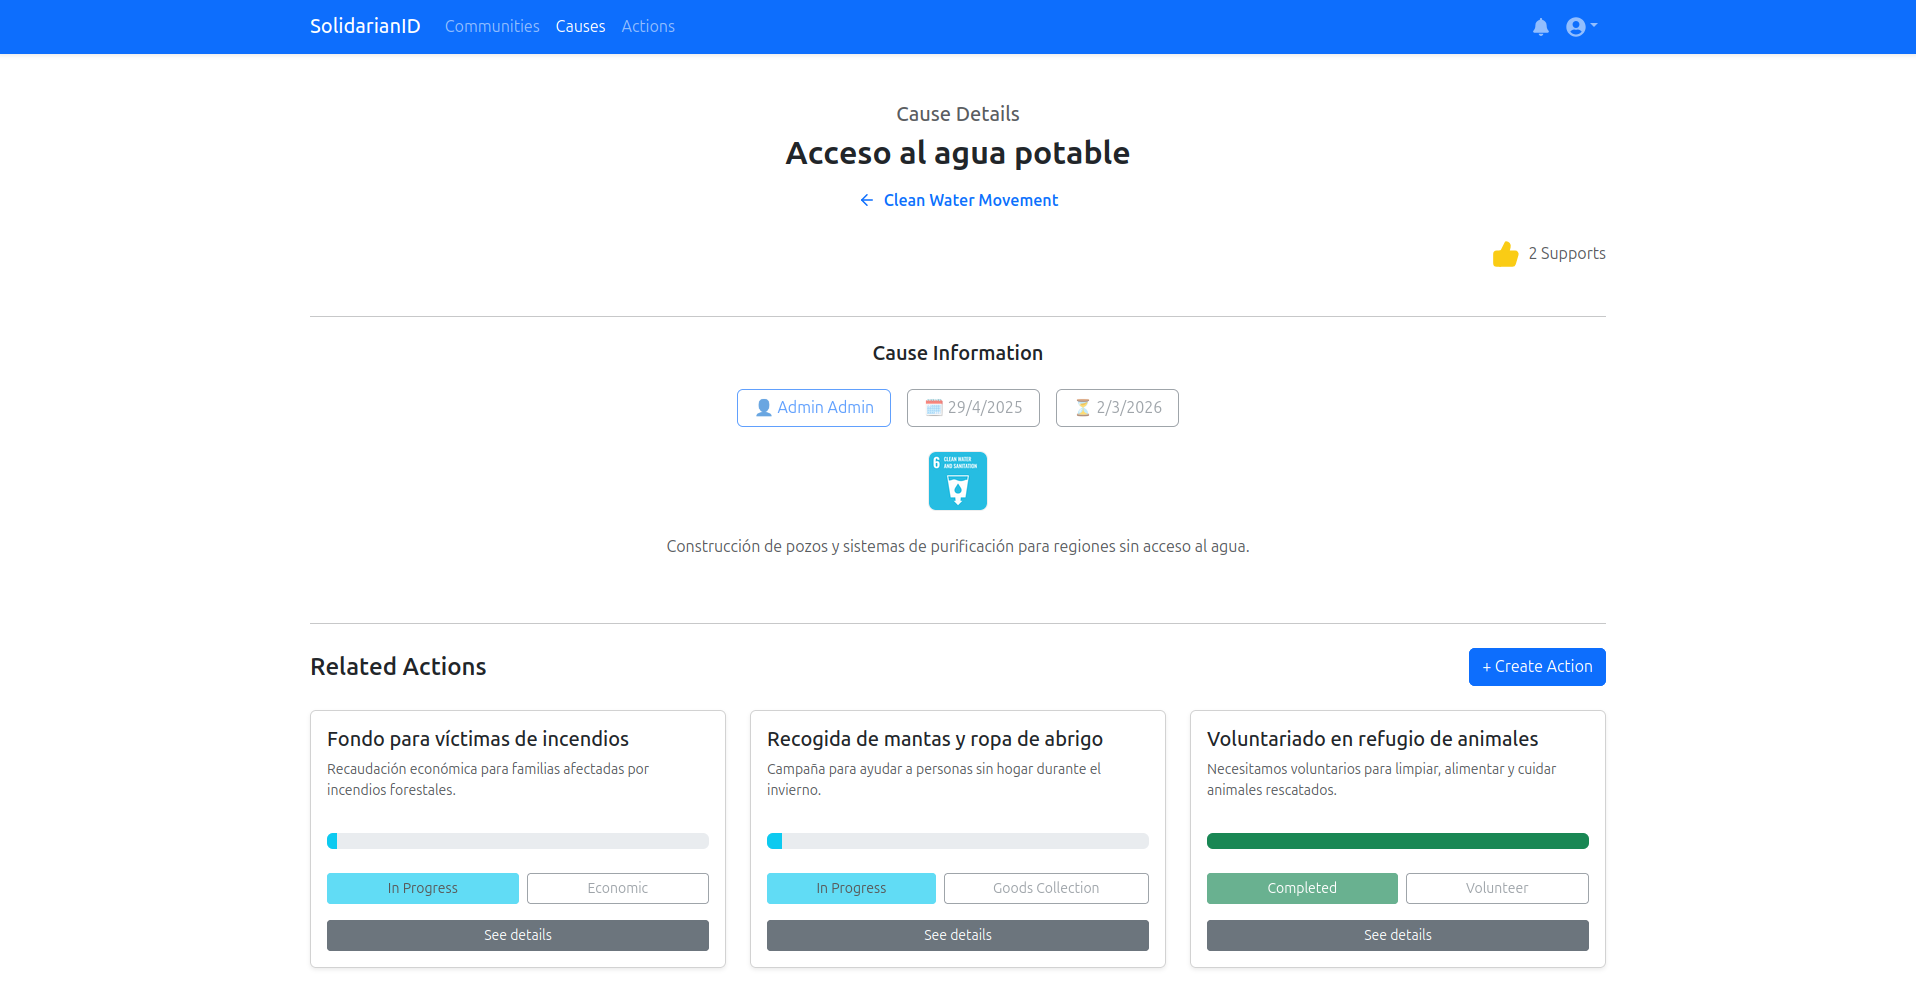 SolidarianID Communities Causes Actions
Cause Details
Acceso al agua potable
← Clean Water Movement
2 Supports
Cause Information
Admin Admin 29/4/2025 2/3/2026
6 CLEAN WATER
AND SANITATION
Construcción de pozos y sistemas de purificación para regiones sin acceso al agua.
Related Actions
+ Create Action
Fondo para víctimas de incendios
Recaudación económica para familias afectadas por
incendios forestales.
In Progress Economic
See details
Recogida de mantas y ropa de abrigo
Campaña para ayudar a personas sin hogar durante el
invierno.
In Progress Goods Collection
See details
Voluntariado en refugio de animales
Necesitamos voluntarios para limpiar, alimentar y cuidar
animales rescatados.
Completed Volunteer
See details